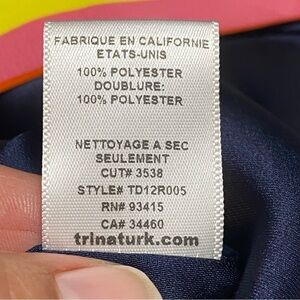 FABRIQUE EN CALIFORNIE
ETATS-UNIS
100% POLYESTER
DOUBLURE:
100% POLYESTER
NETTOYAGE A SEC
SEULEMENT
CUT# 3538
STYLE# TD12R005
RN# 93415
CA# 34460
trinaturk.com